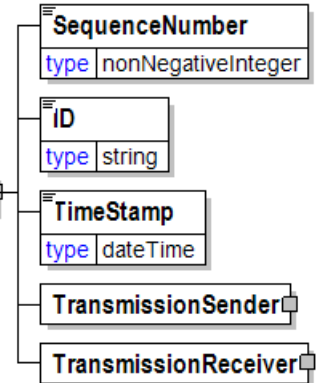 SequenceNumber
type nonNegativeInteger
ID
type string
TimeStamp
type dateTime
TransmissionSender
TransmissionReceiver